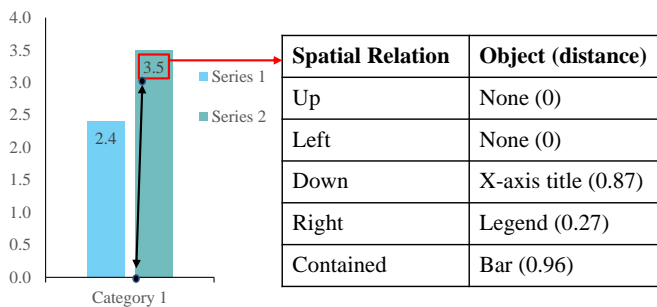 4.0
3.5
3.0
2.5
2.0
1.5
1.0
0.5
0.0
2.4
3.5
Category 1
Series 1
Series 2
Spatial Relation Object (distance)
Up None (0)
Left None (0)
Down X-axis title (0.87)
Right Legend (0.27)
Contained Bar (0.96)